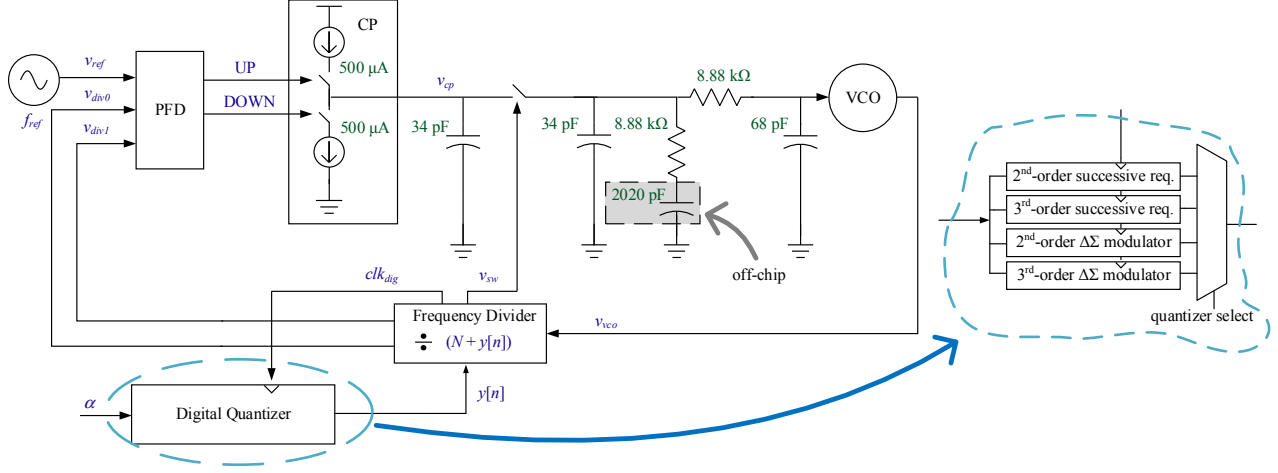 CP
500 µA
v_ref
UP
v_cp
8.88 kΩ
v_div0
PFD
DOWN
VCO
f_ref
v_div1
500 µA
34 pF
34 pF
8.88 kΩ
68 pF
2020 pF
2nd-order successive req.
3rd-order successive req.
2nd-order ΔΣ modulator
3rd-order ΔΣ modulator
quantizer select
off-chip
clk_dig
v_sw
Frequency Divider
÷ (N + y[n])
v_vco
α
Digital Quantizer
y[n]